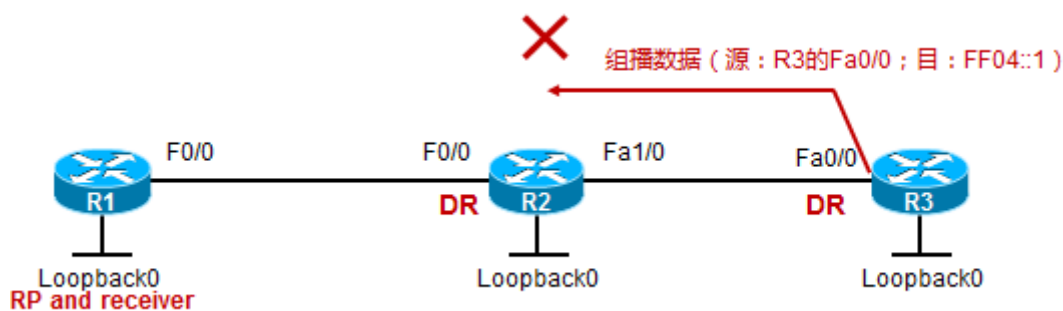 组播数据（源：R3的Fa0/0；目：FF04::1）
F0/0
F0/0
Fa1/0
Fa0/0
R1
DR
R2
DR
R3
Loopback0
Loopback0
Loopback0
RP and receiver